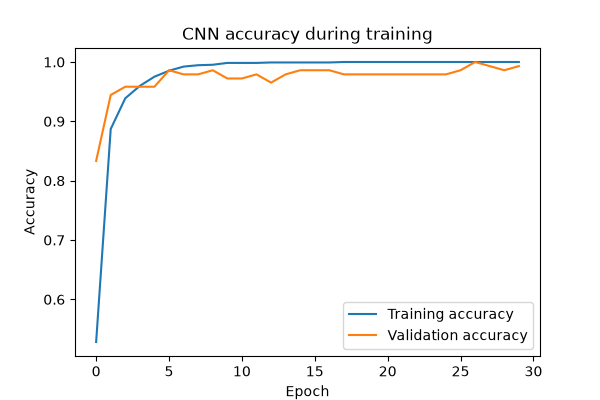 CNN accuracy during training
1.0
0.9
0.8
0.7
0.6
Accuracy
0 5 10 15 20 25 30
Epoch
Training accuracy
Validation accuracy